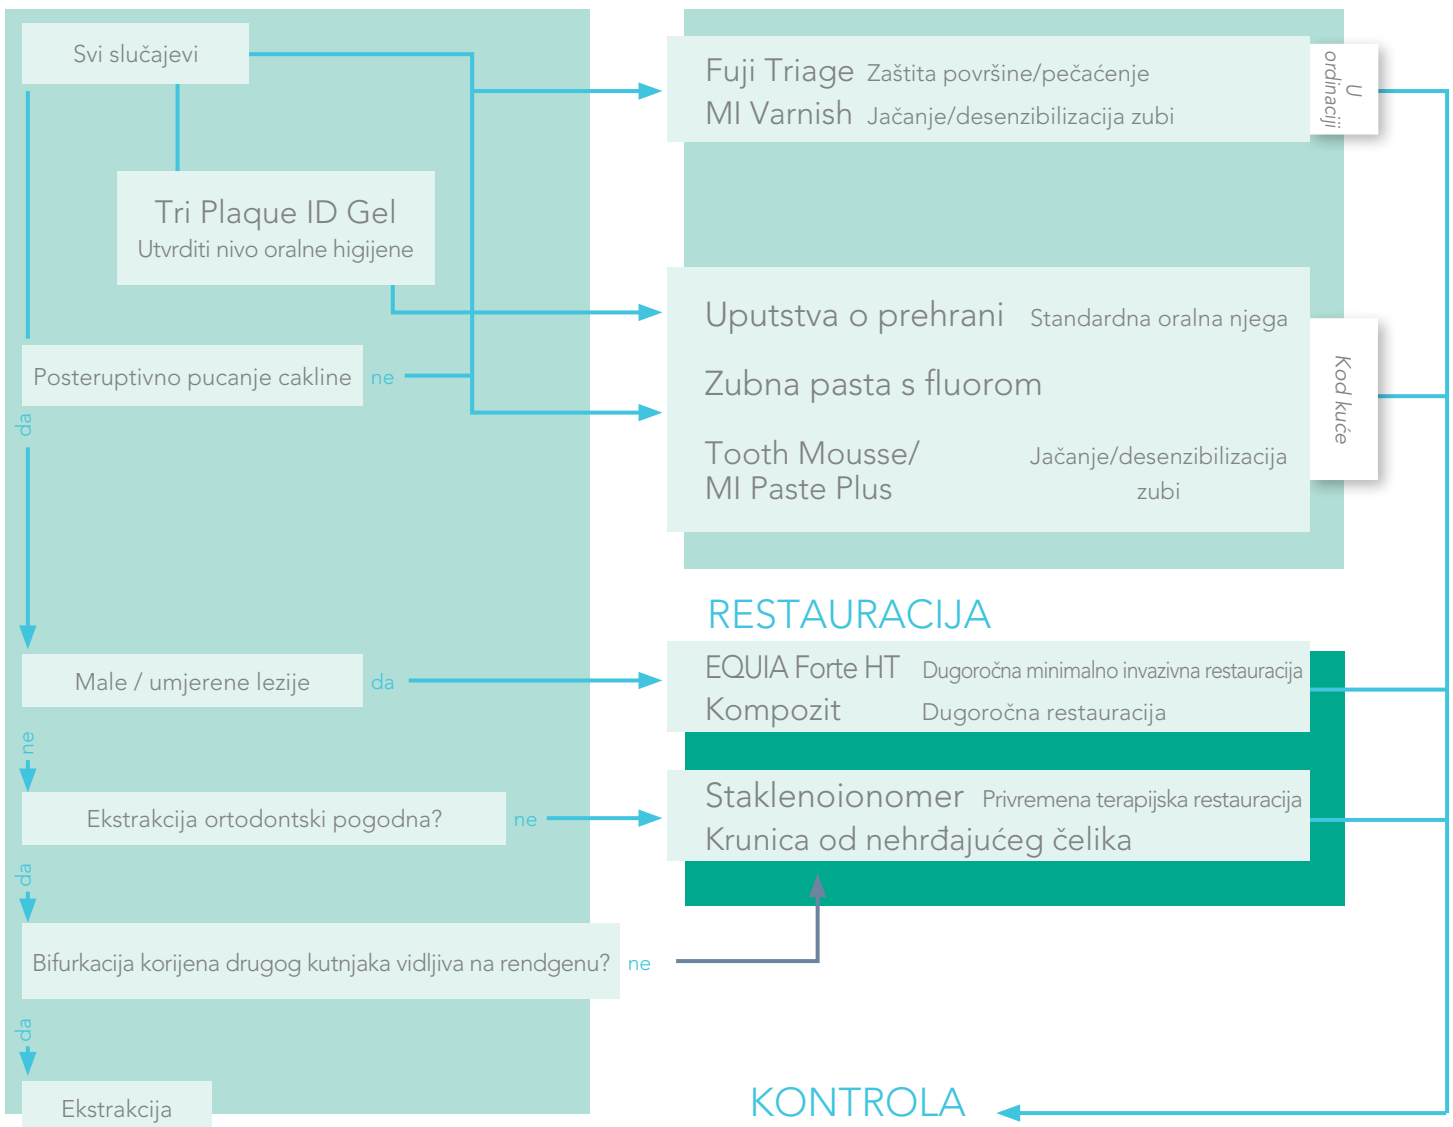 Svi slučajevi
Tri Plaque ID Gel
Utvrditi nivo oralne higijene
Posteruptivno pucanje cakline
ne
da
Male / umjerene lezije
da
ne
Ekstrakcija ortodontski pogodna?
ne
da
Bifurkacija korijena drugog kutnjaka vidljiva na rendgenu?
ne
da
Ekstrakcija
Fuji Triage Zaštita površine/pečaćenje
MI Varnish Jačanje/desenzibilizacija zubi
U
ordinaciji
Uputstva o prehrani Standardna oralna njega
Zubna pasta s fluorom
Tooth Mousse/ Jačanje/desenzibilizacija
MI Paste Plus zubi
Kod kuće
RESTAURACIJA
EQUIA Forte HT Dugoročna minimalno invazivna restauracija
Kompozit Dugoročna restauracija
Staklenoionomer Privremena terapijska restauracija
Krunica od nehrđajućeg čelika
KONTROLA